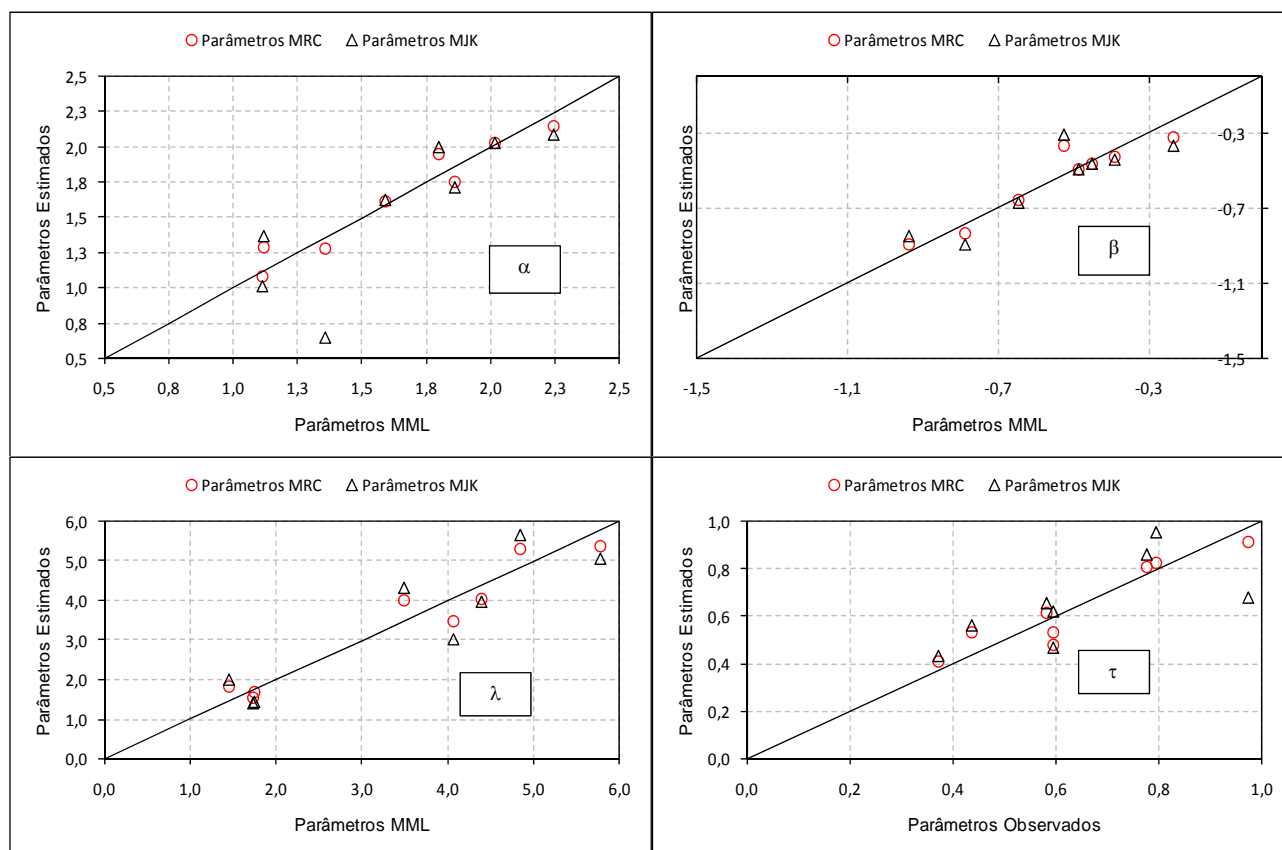 Parâmetros MRC Parâmetros MJK
Parâmetros Estimados
2,5
2,3
2,0
1,8
1,5
1,3
1,0
0,8
0,5
α
0,5 0,8 1,0 1,3 1,5 1,8 2,0 2,3 2,5
Parâmetros MML
Parâmetros MRC Parâmetros MJK
Parâmetros Estimados
-0,3
-0,7
-1,1
-1,5
β
-1,5 -1,1 -0,7 -0,3
Parâmetros MML
Parâmetros MRC Parâmetros MJK
Parâmetros Estimados
6,0
5,0
4,0
3,0
2,0
1,0
0,0
λ
0,0 1,0 2,0 3,0 4,0 5,0 6,0
Parâmetros MML
Parâmetros MRC Parâmetros MJK
Parâmetros Estimados
1,0
0,8
0,6
0,4
0,2
0,0
τ
0,0 0,2 0,4 0,6 0,8 1,0
Parâmetros Observados